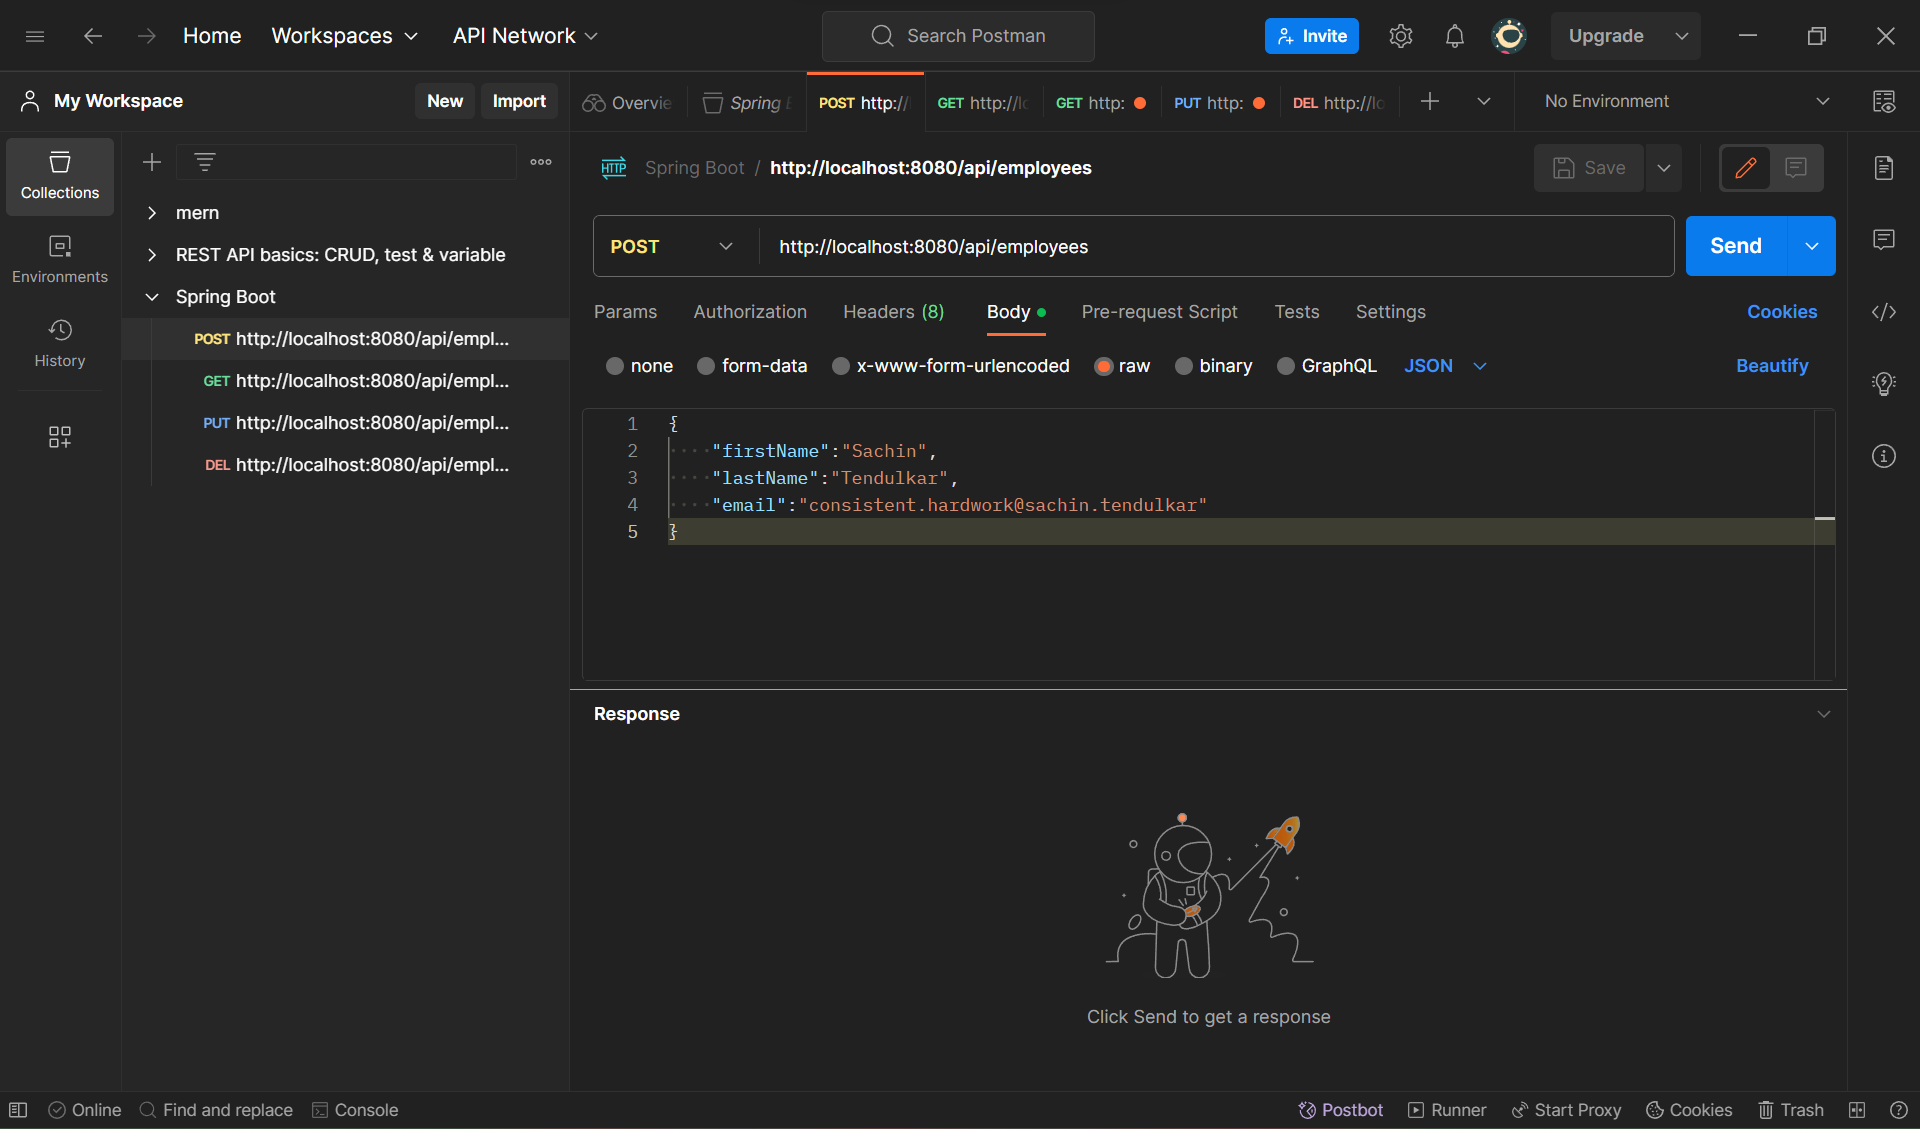 Home Workspaces API Network Search Postman Invite Upgrade
My Workspace New Import Overvie Spring B POST http:// GET http://lo GET http: PUT http: DEL http://lo No Environment
Collections
Environments
History
mern
REST API basics: CRUD, test & variable
Spring Boot
POST http://localhost:8080/api/empl...
GET http://localhost:8080/api/empl...
PUT http://localhost:8080/api/empl...
DEL http://localhost:8080/api/empl...
HTTP Spring Boot / http://localhost:8080/api/employees Save
POST http://localhost:8080/api/employees Send
Params Authorization Headers (8) Body Pre-request Script Tests Settings Cookies
none form-data x-www-form-urlencoded raw binary GraphQL JSON Beautify
1 {
2 "firstName":"Sachin",
3 "lastName":"Tendulkar",
4 "email":"consistent.hardwork@sachin.tendulkar"
5 }
Response
Click Send to get a response
Online Find and replace Console Postbot Runner Start Proxy Cookies Trash